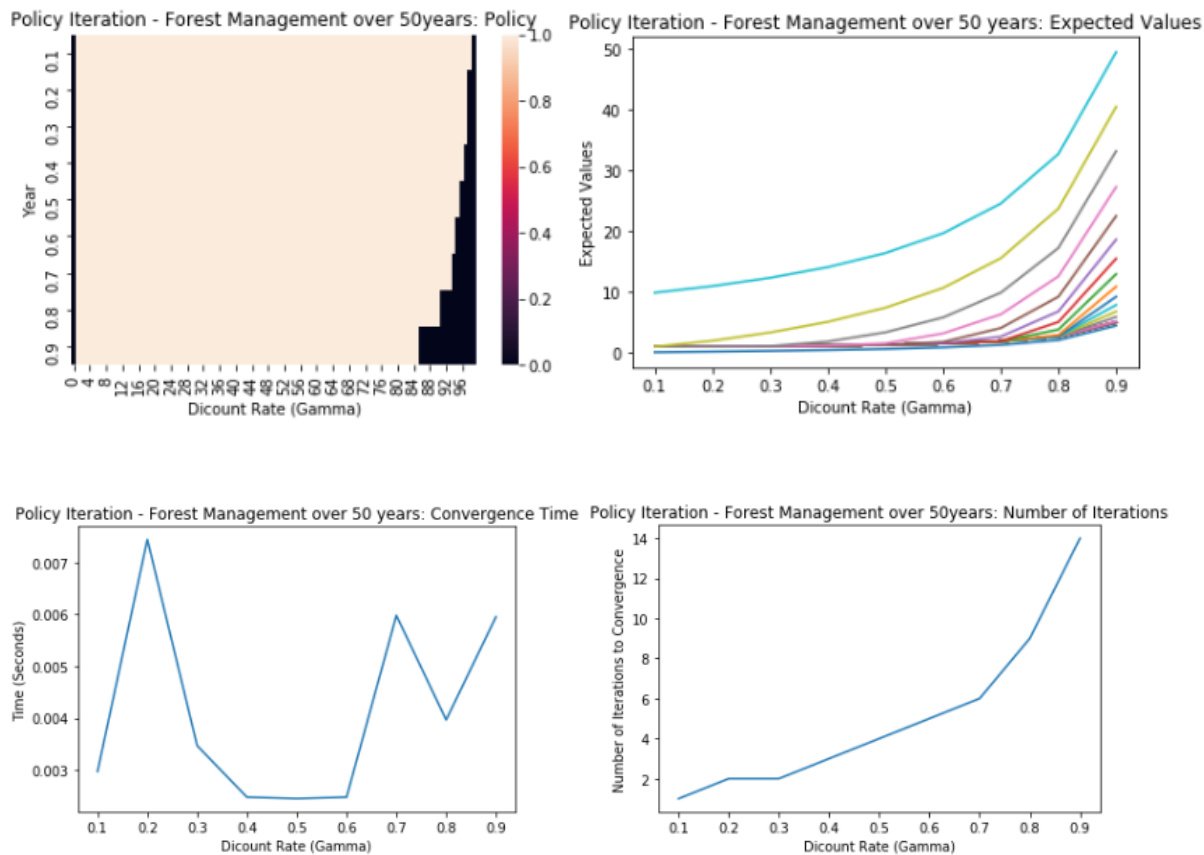 Policy Iteration - Forest Management over 50years: Policy
Year
0.1
0.2
0.3
0.4
0.5
0.6
0.7
0.8
0.9
0 4 8 12 16 20 24 28 32 36 40 44 48 52 56 60 64 68 72 76 80 84 88 92 96
Dicount Rate (Gamma)
1.0
0.8
0.6
0.4
0.2
0.0
Policy Iteration - Forest Management over 50 years: Expected Values
Expected Values
50
40
30
20
10
0
0.1 0.2 0.3 0.4 0.5 0.6 0.7 0.8 0.9
Dicount Rate (Gamma)
Policy Iteration - Forest Management over 50 years: Convergence Time
Time (Seconds)
0.007
0.006
0.005
0.004
0.003
0.1 0.2 0.3 0.4 0.5 0.6 0.7 0.8 0.9
Dicount Rate (Gamma)
Policy Iteration - Forest Management over 50years: Number of Iterations
Number of Iterations to Convergence
14
12
10
8
6
4
2
0.1 0.2 0.3 0.4 0.5 0.6 0.7 0.8 0.9
Dicount Rate (Gamma)